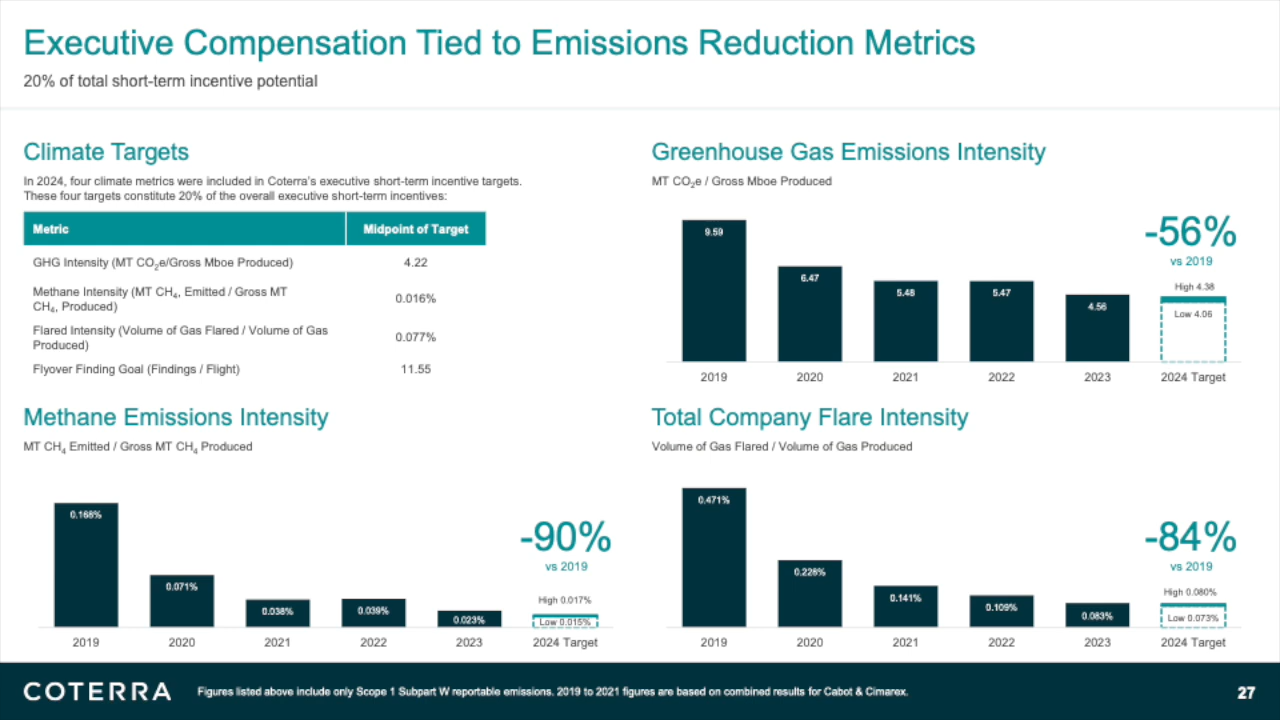 Executive Compensation Tied to Emissions Reduction Metrics
20% of total short-term incentive potential
Climate Targets
In 2024, four climate metrics were included in Coterra's executive short-term incentive targets.
These four targets constitute 20% of the overall executive short-term incentives:
Metric
Midpoint of Target
GHG Intensity (MT CO₂e/Gross Mboe Produced)
4.22
Methane Intensity (MT CH₄, Emitted / Gross MT
CH₄, Produced)
0.016%
Flared Intensity (Volume of Gas Flared / Volume of Gas
Produced)
0.077%
Flyover Finding Goal (Findings / Flight)
11.55
Greenhouse Gas Emissions Intensity
MT CO₂e / Gross Mboe Produced
9.59
6.47
5.48
5.47
4.56
-56%
vs 2019
High 4.38
Low 4.06
2019
2020
2021
2022
2023
2024 Target
Methane Emissions Intensity
MT CH₄ Emitted / Gross MT CH₄ Produced
0.168%
0.071%
0.038%
0.039%
0.023%
-90%
vs 2019
High 0.017%
Low 0.015%
2019
2020
2021
2022
2023
2024 Target
Total Company Flare Intensity
Volume of Gas Flared / Volume of Gas Produced
0.471%
0.228%
0.141%
0.109%
0.083%
-84%
vs 2019
High 0.080%
Low 0.073%
2019
2020
2021
2022
2023
2024 Target
COTERRA
Figures listed above include only Scope 1 Subpart W reportable emissions. 2019 to 2021 figures are based on combined results for Cabot & Cimarex.
27